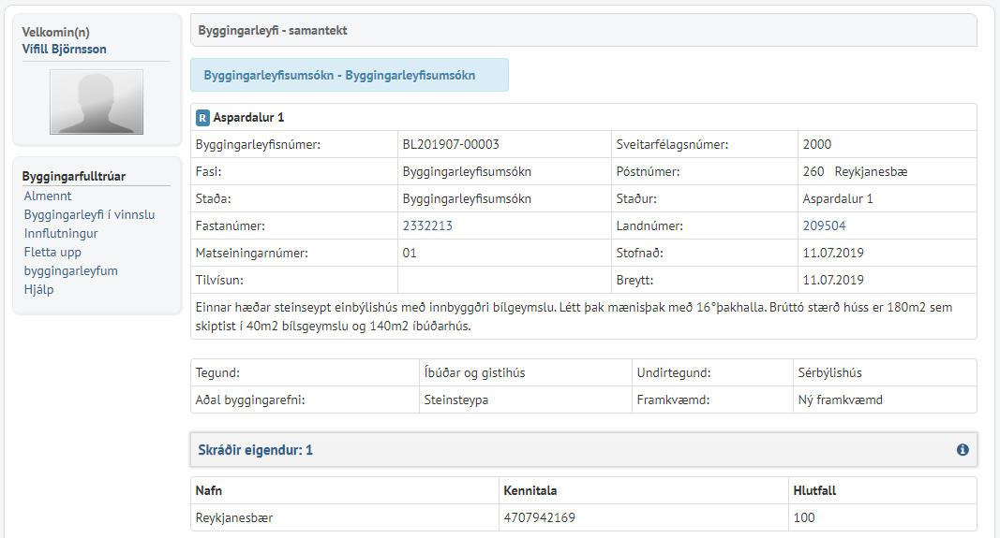 Velkomin(n)
Vífill Björnsson
Byggingarfulltrúar
Almennt
Byggingarleyfi í vinnslu
Innflutningur
Fletta upp
byggingarleyfum
Hjálp
Byggingarleyfi - samantekt
Byggingarleyfisumsókn - Byggingarleyfisumsókn
R Aspardalur 1
Byggingarleyfisnúmer: BL201907-00003 Sveitarfélagsnúmer: 2000
Fasi: Byggingarleyfisumsókn Póstnúmer: 260 Reykjanesbæ
Staða: Byggingarleyfisumsókn Staður: Aspardalur 1
Fastanúmer: 2332213 Landnúmer: 209504
Matseiningarnúmer: 01 Stofnað: 11.07.2019
Tilvísun: Breytt: 11.07.2019
Einnar hæðar steinseypt einbýlishús með innbyggðri bílgeymslu. Létt þak mænisþak með 16°þakhalla. Brúttó stærð húss er 180m2 sem
skiptist í 40m2 bílsgeymslu og 140m2 íbúðarhús.
Tegund: Íbúðar og gistihús Undirtegund: Sérbýlishús
Aðal byggingarefni: Steinsteypa Framkvæmd: Ný framkvæmd
Skráðir eigendur: 1
Nafn Kennitala Hlutfall
Reykjanesbær 4707942169 100